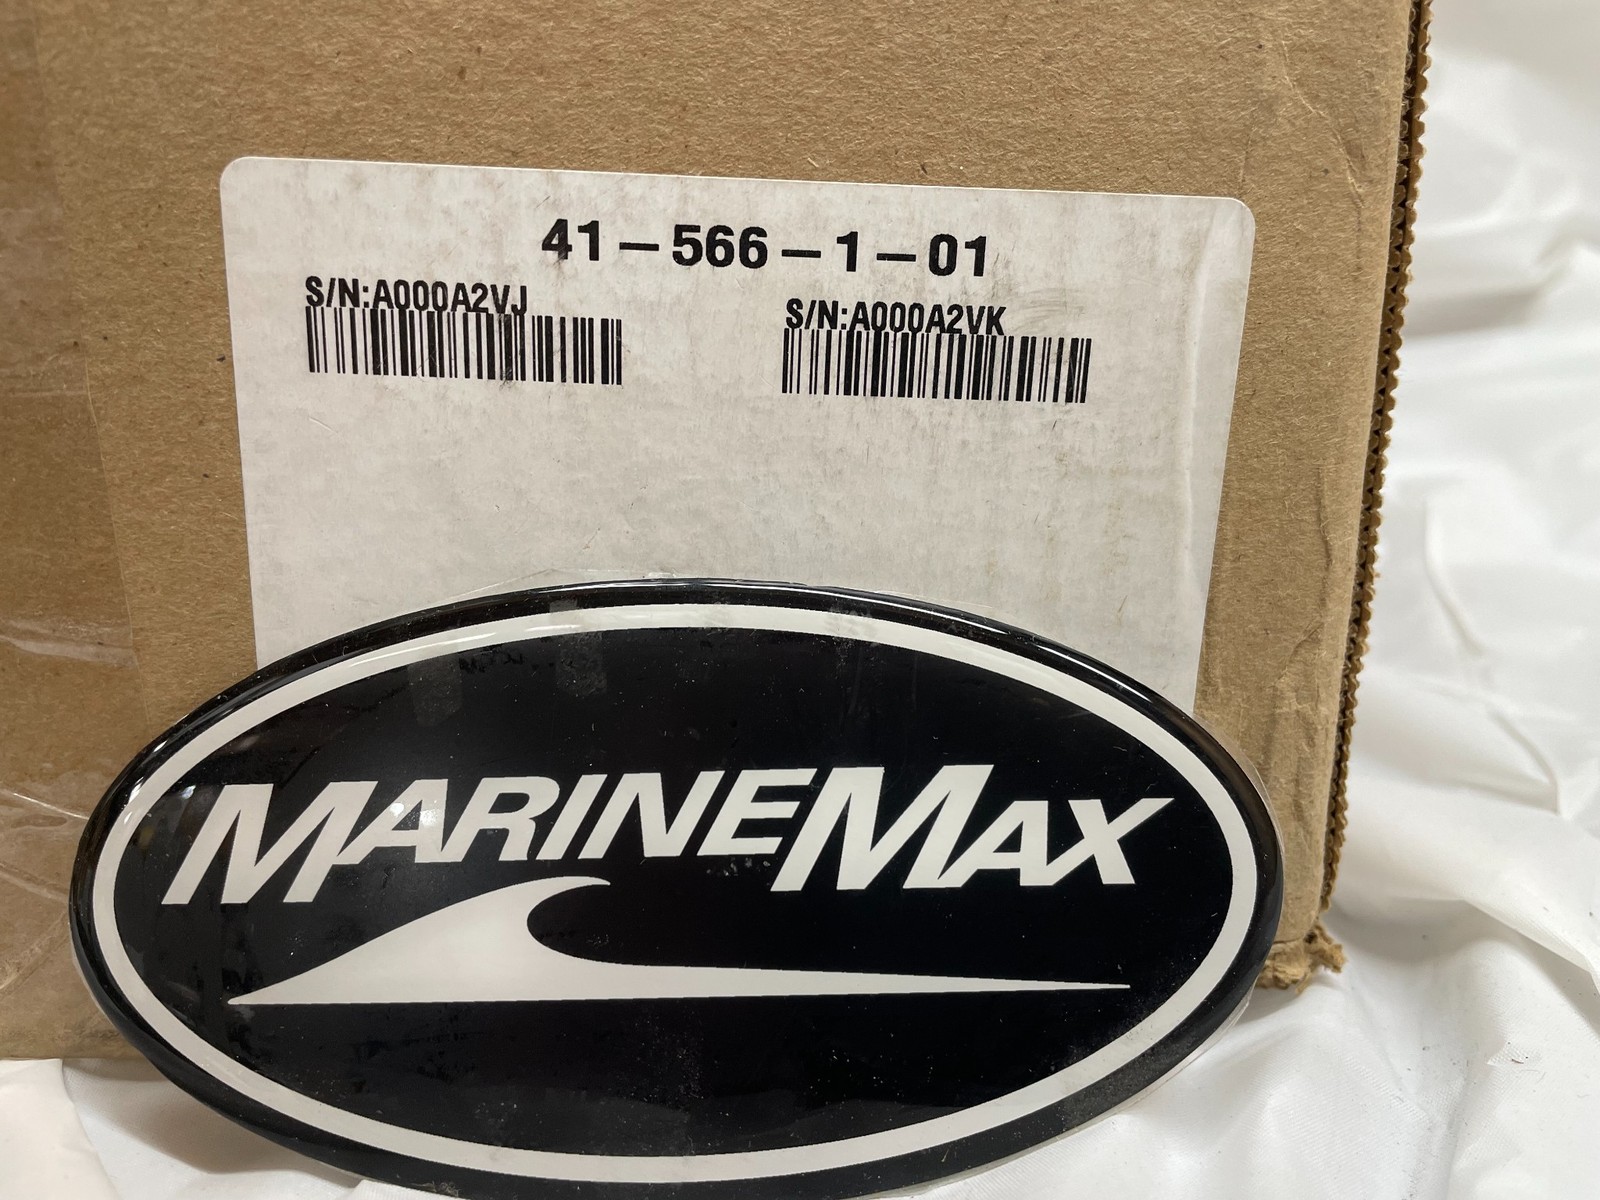 41-566-1-01
S/N:A000A2VJ
S/N:A000A2VK
MARINEMAX